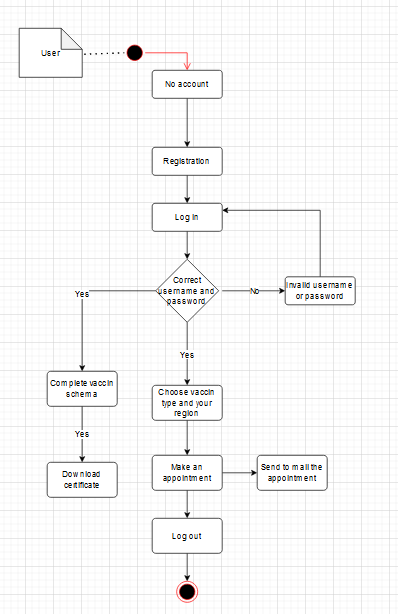 User
No account
Registration
Log In
Correct
username and
password
Yes
No
Invalid username
or password
Yes
Complete vaccin
schema
Choose vaccin
type and your
region
Yes
Make an
appointment
Send to mail the
appointment
Download
certificate
Log out